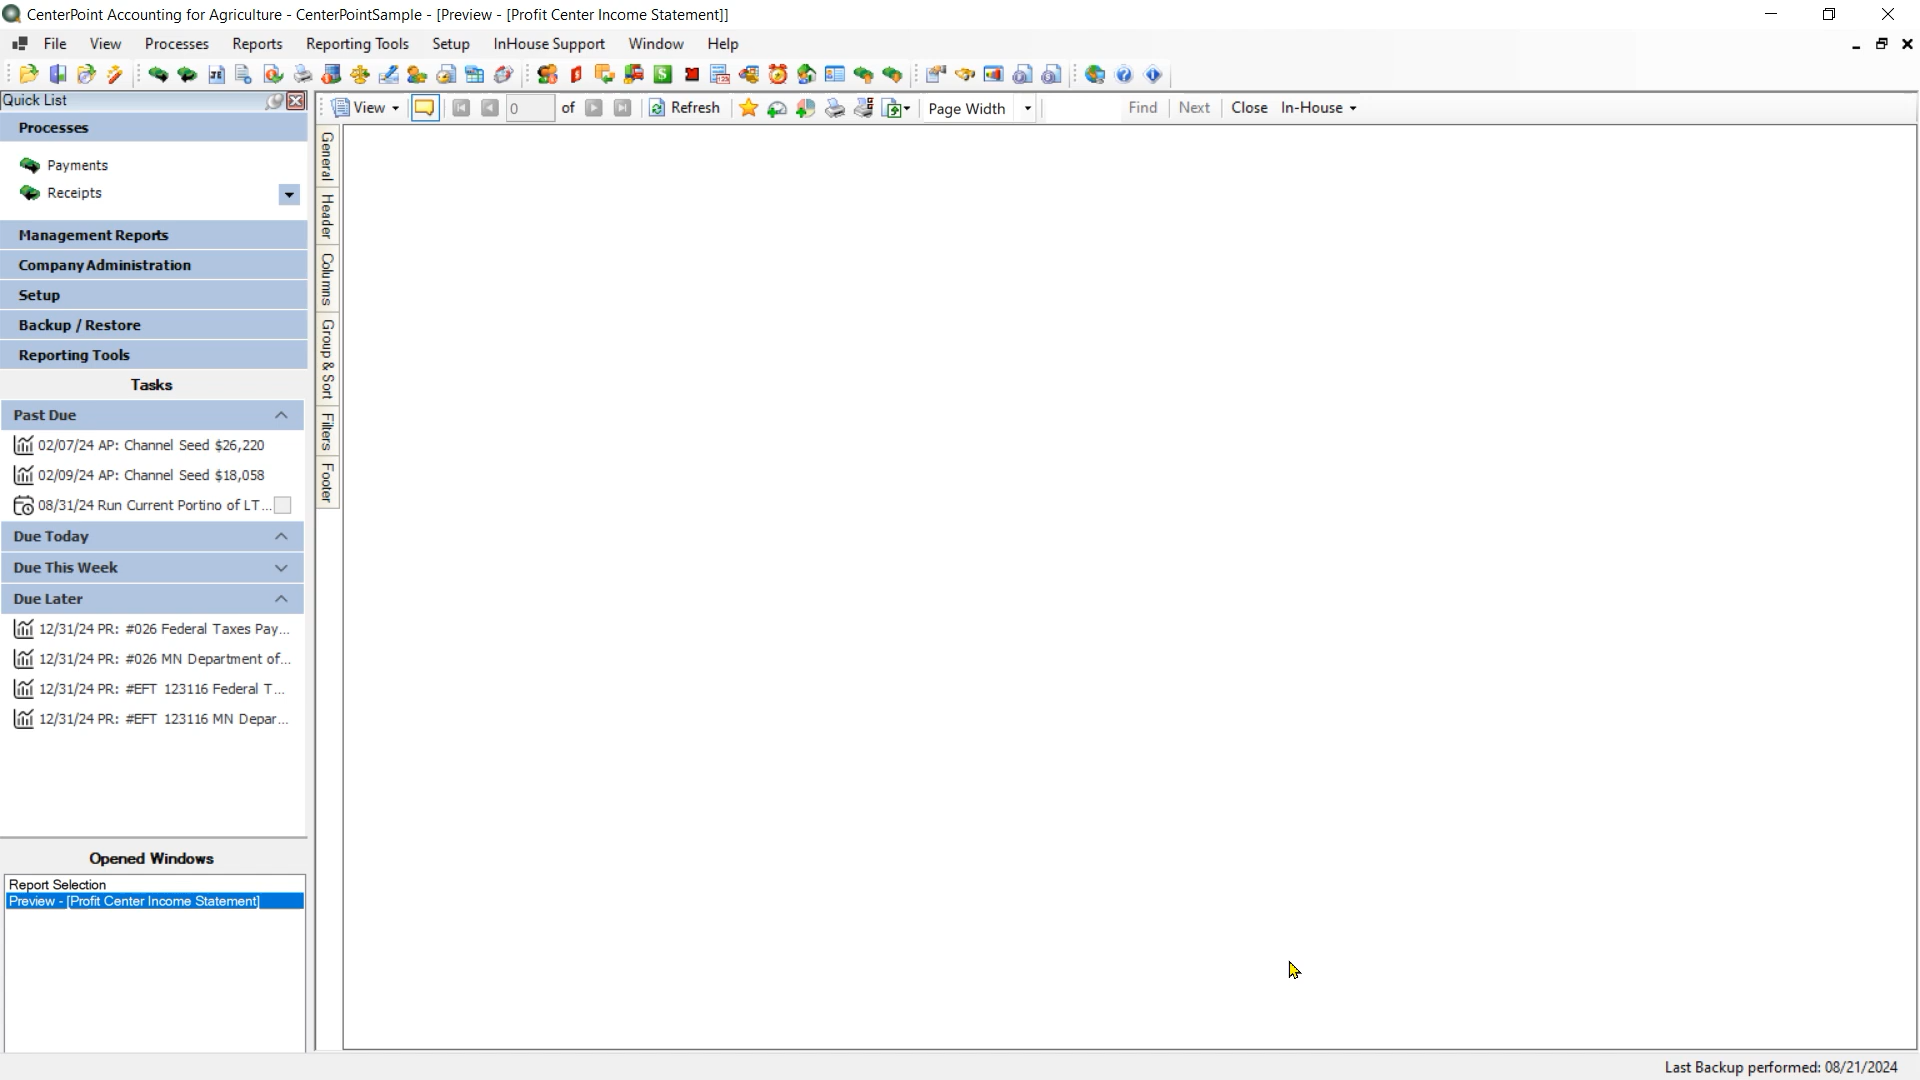 CenterPoint Accounting for Agriculture - CenterPointSample - [Preview - [Profit Center Income Statement]]
File View Processes Reports Reporting Tools Setup InHouse Support Window Help
Quick List
View 0 of Refresh Page Width Find Next Close In-House
Processes
Payments
Receipts
Management Reports
Company Administration
Setup
Backup / Restore
Reporting Tools
Tasks
Past Due
02/07/24 AP: Channel Seed $26,220
02/09/24 AP: Channel Seed $18,058
08/31/24 Run Current Portino of LT...
Due Today
Due This Week
Due Later
12/31/24 PR: #026 Federal Taxes Pay...
12/31/24 PR: #026 MN Department of...
12/31/24 PR: #EFT 123116 Federal T...
12/31/24 PR: #EFT 123116 MN Depar...
Opened Windows
Report Selection
Preview - [Profit Center Income Statement]
General
Header
Columns
Group & Sort
Filters
Footer
Last Backup performed: 08/21/2024